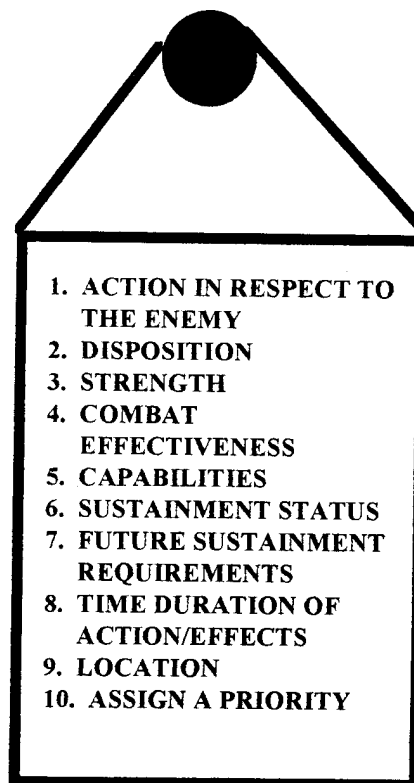 1. ACTION IN RESPECT TO
THE ENEMY
2. DISPOSITION
3. STRENGTH
4. COMBAT
EFFECTIVENESS
5. CAPABILITIES
6. SUSTAINMENT STATUS
7. FUTURE SUSTAINMENT
REQUIREMENTS
8. TIME DURATION OF
ACTION/EFFECTS
9. LOCATION
10. ASSIGN A PRIORITY